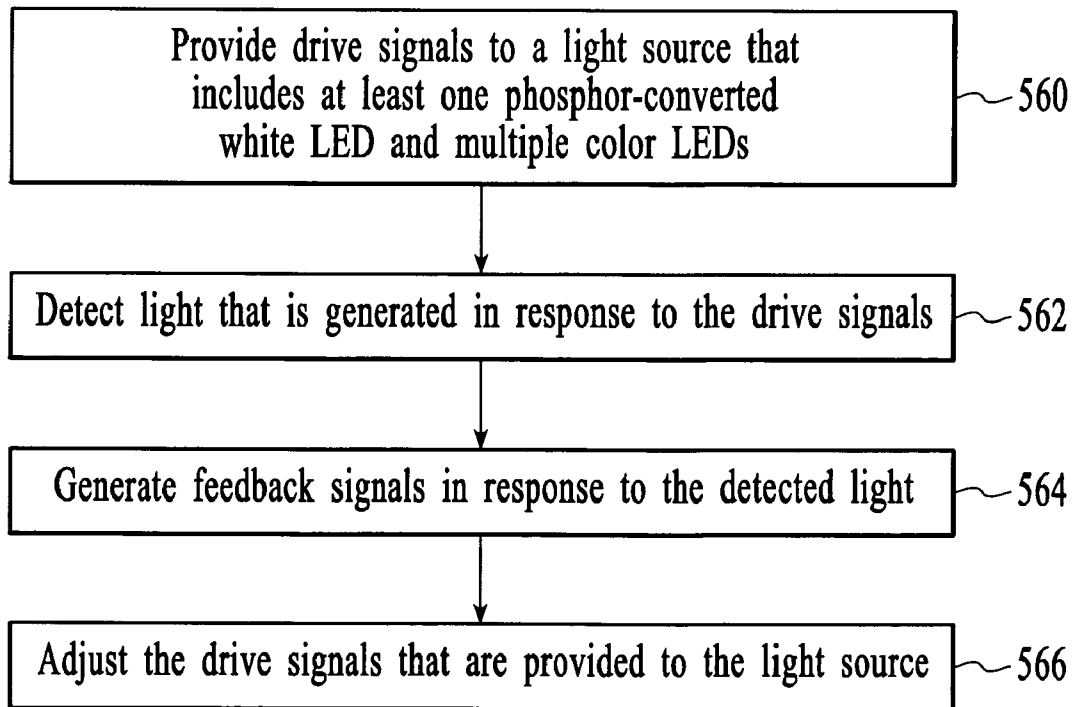 Provide drive signals to a light source that
includes at least one phosphor-converted
white LED and multiple color LEDs
560
Detect light that is generated in response to the drive signals
562
Generate feedback signals in response to the detected light
564
Adjust the drive signals that are provided to the light source
566